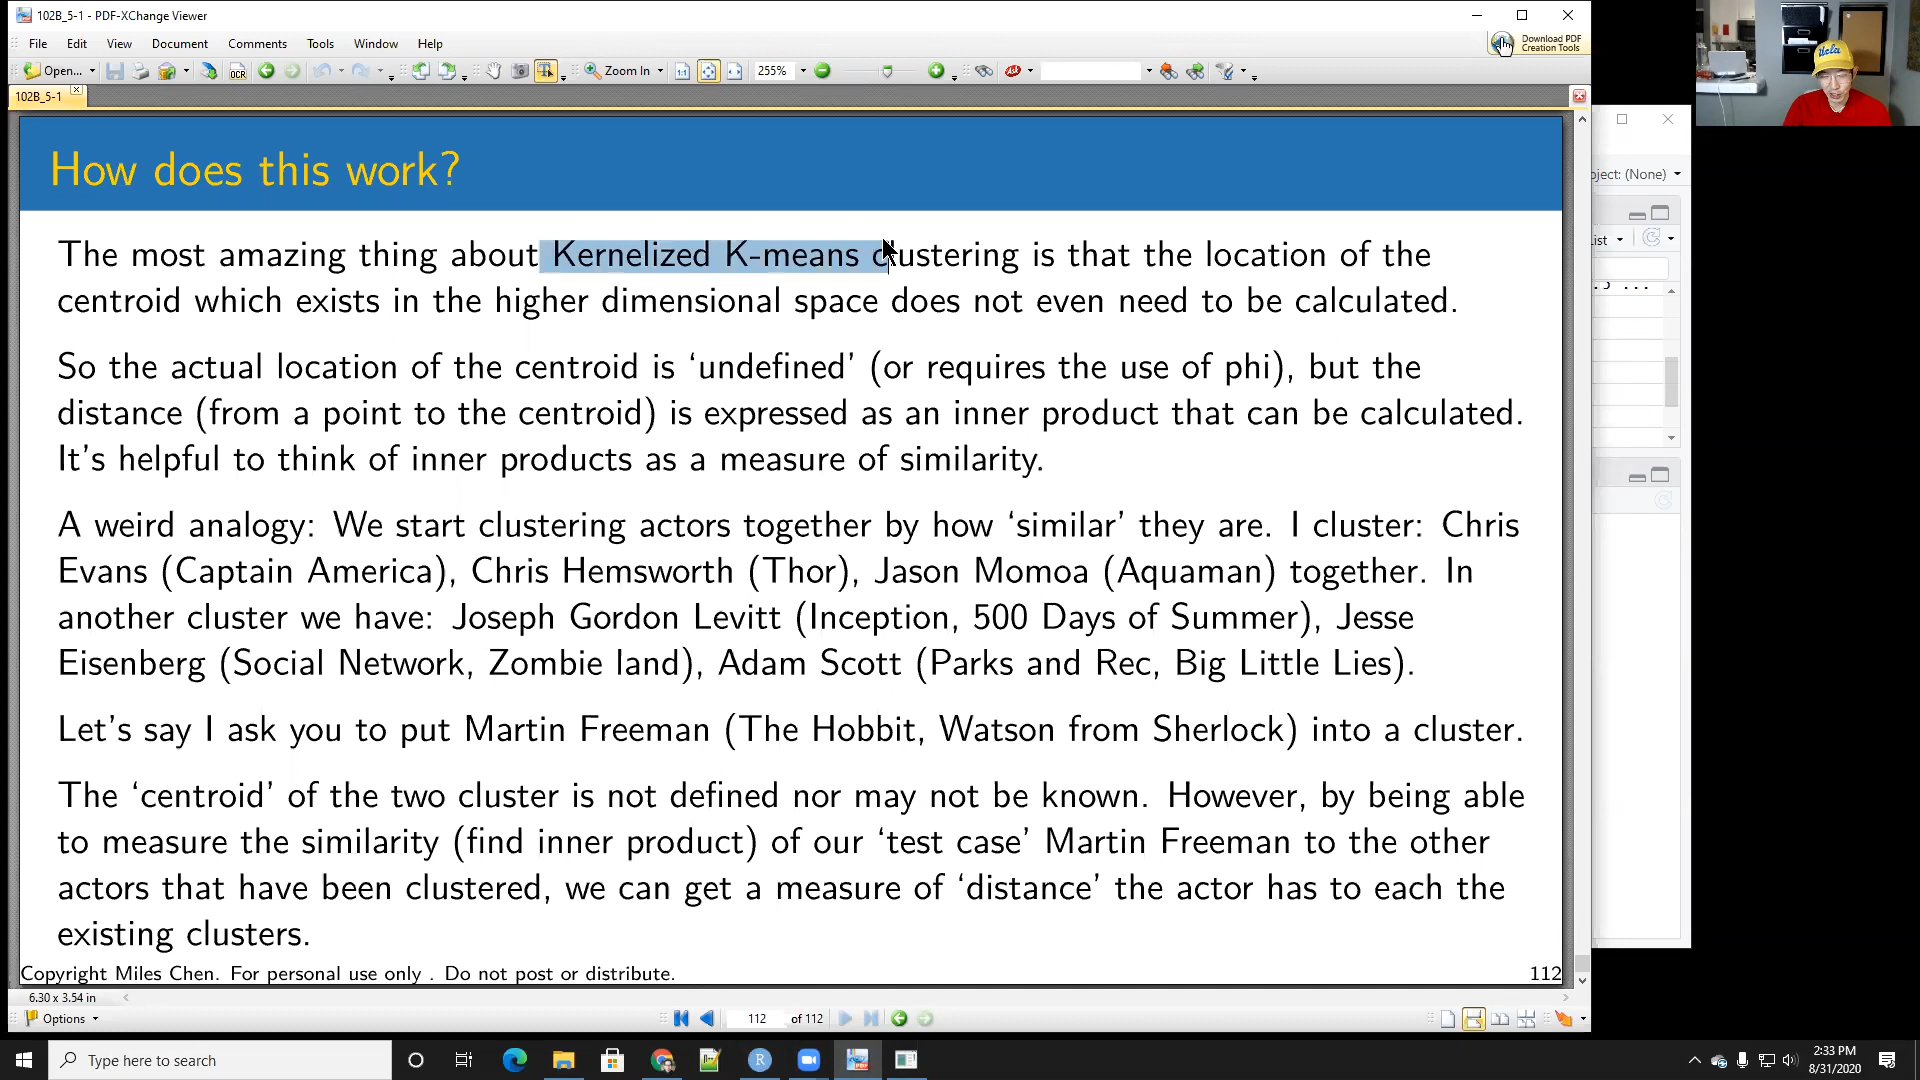 102B_5-1 - PDF-XChange Viewer
File Edit View Document Comments Tools Window Help
Download PDF
Creation Tools
Open... OCR Zoom In 1:1 255%
102B_5-1
How does this work?
The most amazing thing about Kernelized K-means clustering is that the location of the
centroid which exists in the higher dimensional space does not even need to be calculated.
So the actual location of the centroid is ‘undefined’ (or requires the use of phi), but the
distance (from a point to the centroid) is expressed as an inner product that can be calculated.
It’s helpful to think of inner products as a measure of similarity.
A weird analogy: We start clustering actors together by how ‘similar’ they are. I cluster: Chris
Evans (Captain America), Chris Hemsworth (Thor), Jason Momoa (Aquaman) together. In
another cluster we have: Joseph Gordon Levitt (Inception, 500 Days of Summer), Jesse
Eisenberg (Social Network, Zombie land), Adam Scott (Parks and Rec, Big Little Lies).
Let’s say I ask you to put Martin Freeman (The Hobbit, Watson from Sherlock) into a cluster.
The ‘centroid’ of the two cluster is not defined nor may not be known. However, by being able
to measure the similarity (find inner product) of our ‘test case’ Martin Freeman to the other
actors that have been clustered, we can get a measure of ‘distance’ the actor has to each the
existing clusters.
Copyright Miles Chen. For personal use only . Do not post or distribute.
112
6.30 x 3.54 in
Options
112 of 112
oject: (None)
ist
Ucla
Type here to search
2:33 PM
8/31/2020